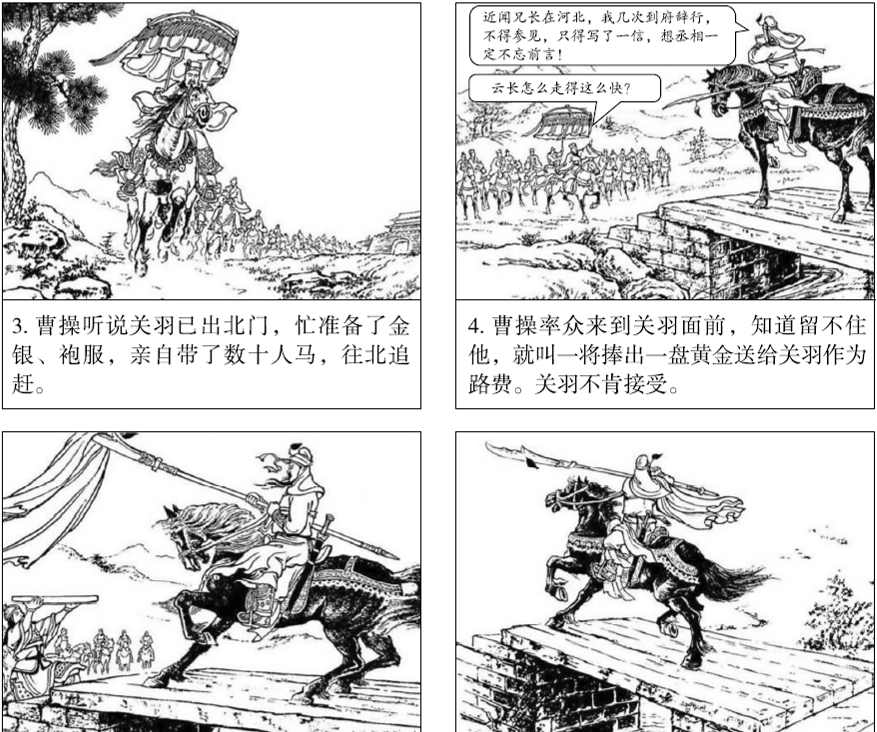 近闻兄长在河北，我几次到府辞行，
不得参见，只得写了一信，想丞相一
定不忘前言！
云长怎么走得这么快？
3. 曹操听说关羽已出北门，忙准备了金
银、袍服，亲自带了数十人马，往北追
赶。
4. 曹操率众来到关羽面前，知道留不住
他，就叫一将捧出一盘黄金送给关羽作为
路费。关羽不肯接受。